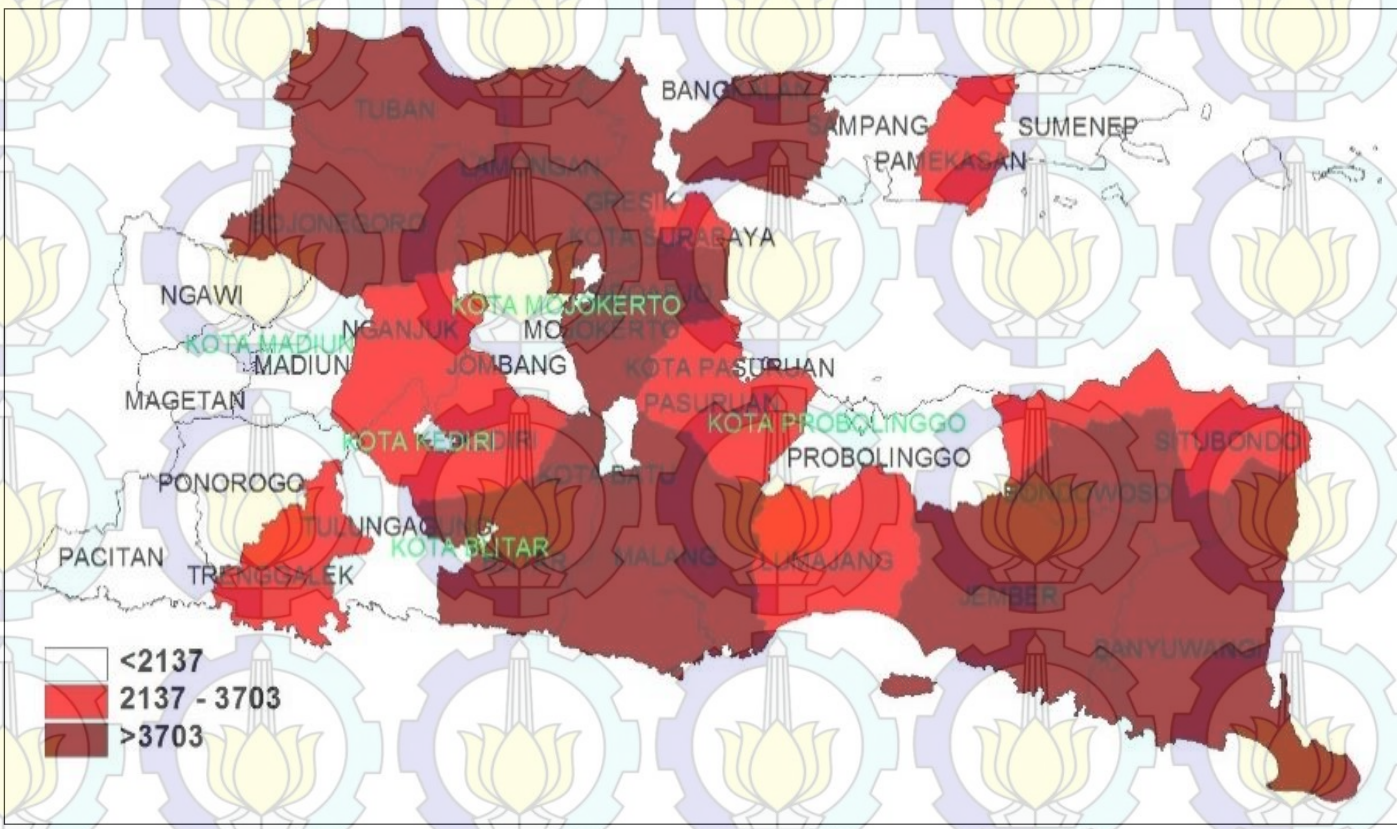 TUBAN
BANGKALAN
SAMPANG
SUMENEP
PAMEKASAN
LAMONGAN
GRESIK
BOJONEGORO
KOTA SURABAYA
NGAWI
KOTA MOJOKERTO
NGANJUK
MOJOKERTO
KOTA MADIUN
MADIUN
JOMBANG
KOTA PASURUAN
MAGETAN
PASURUAN
KOTA PROBOLINGGO
KOTA KEDIRI
SITUBONDO
PROBOLINGGO
KOTA BATU
PONOROGO
BONDOWOSO
TULUNGAGUNG
KOTA BLITAR
PACITAN
MALANG
LUMAJANG
TRENGGALEK
JEMBER
BANYUWANGI
<2137
2137 - 3703
>3703